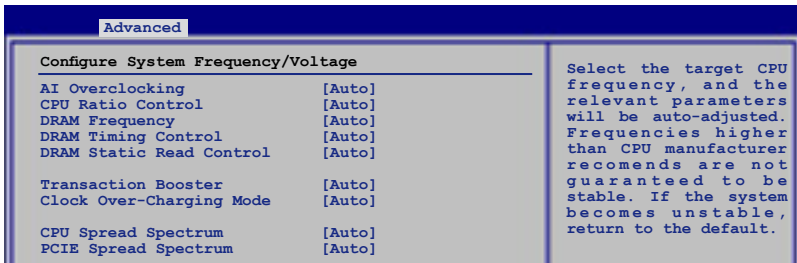 Advanced
Configure System Frequency/Voltage
AI Overclocking [Auto]
CPU Ratio Control [Auto]
DRAM Frequency [Auto]
DRAM Timing Control [Auto]
DRAM Static Read Control [Auto]
Transaction Booster [Auto]
Clock Over-Charging Mode [Auto]
CPU Spread Spectrum [Auto]
PCIE Spread Spectrum [Auto]
Select the target CPU
frequency, and the
relevant parameters
will be auto-adjusted.
Frequencies higher
than CPU manufacturer
recomends are not
guaranteed to be
stable. If the system
becomes unstable,
return to the default.